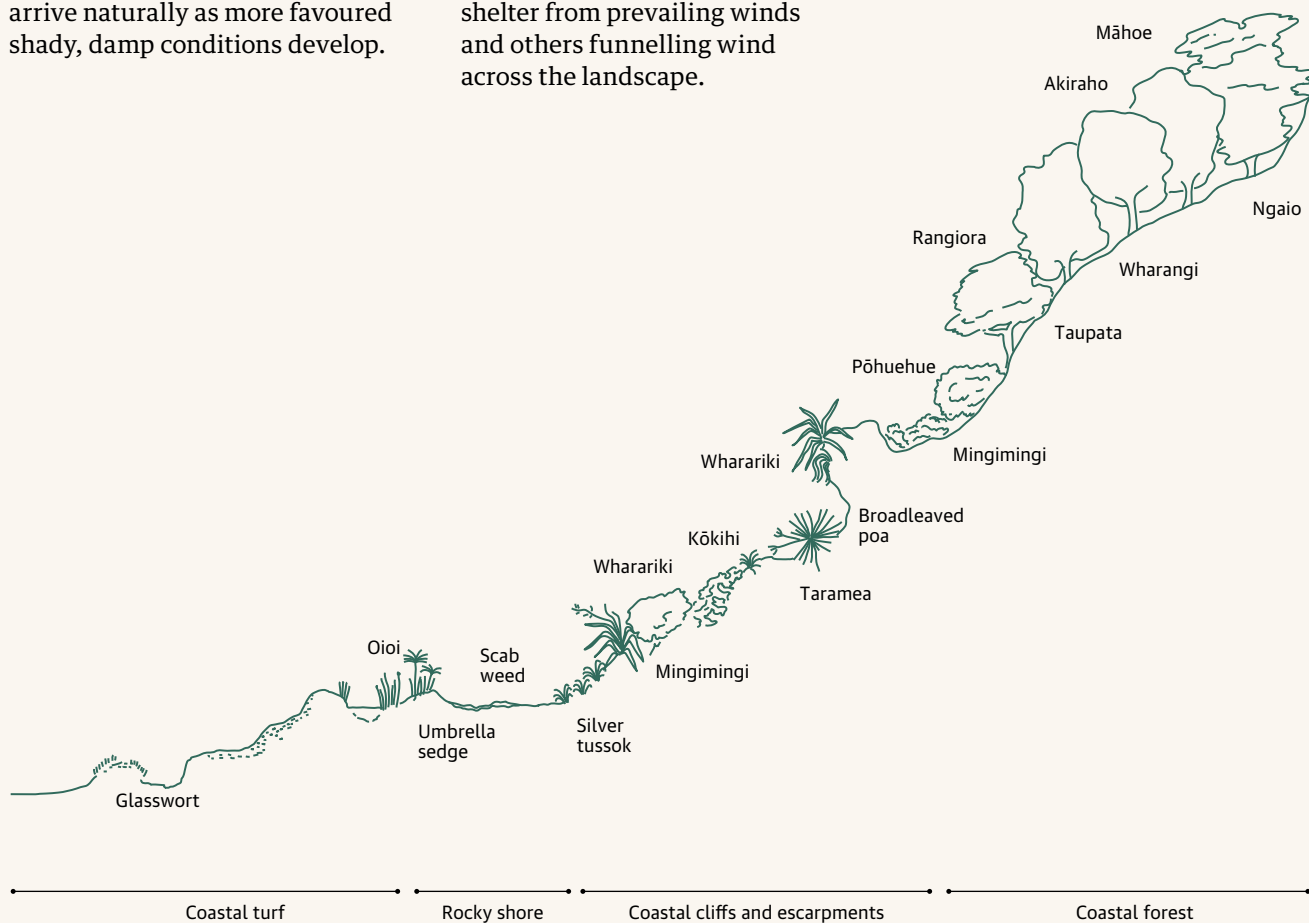 arrive naturally as more favoured
shady, damp conditions develop.
shelter from prevailing winds
and others funnelling wind
across the landscape.
Māhoe
Akiraho
Ngaio
Rangiora
Wharangi
Taupata
Pōhuehue
Mingimingi
Wharariki
Broadleaved
poa
Kōkihi
Wharariki
Taramea
Oioi
Scab
weed
Mingimingi
Umbrella
sedge
Silver
tussok
Glasswort
Coastal turf
Rocky shore
Coastal cliffs and escarpments
Coastal forest